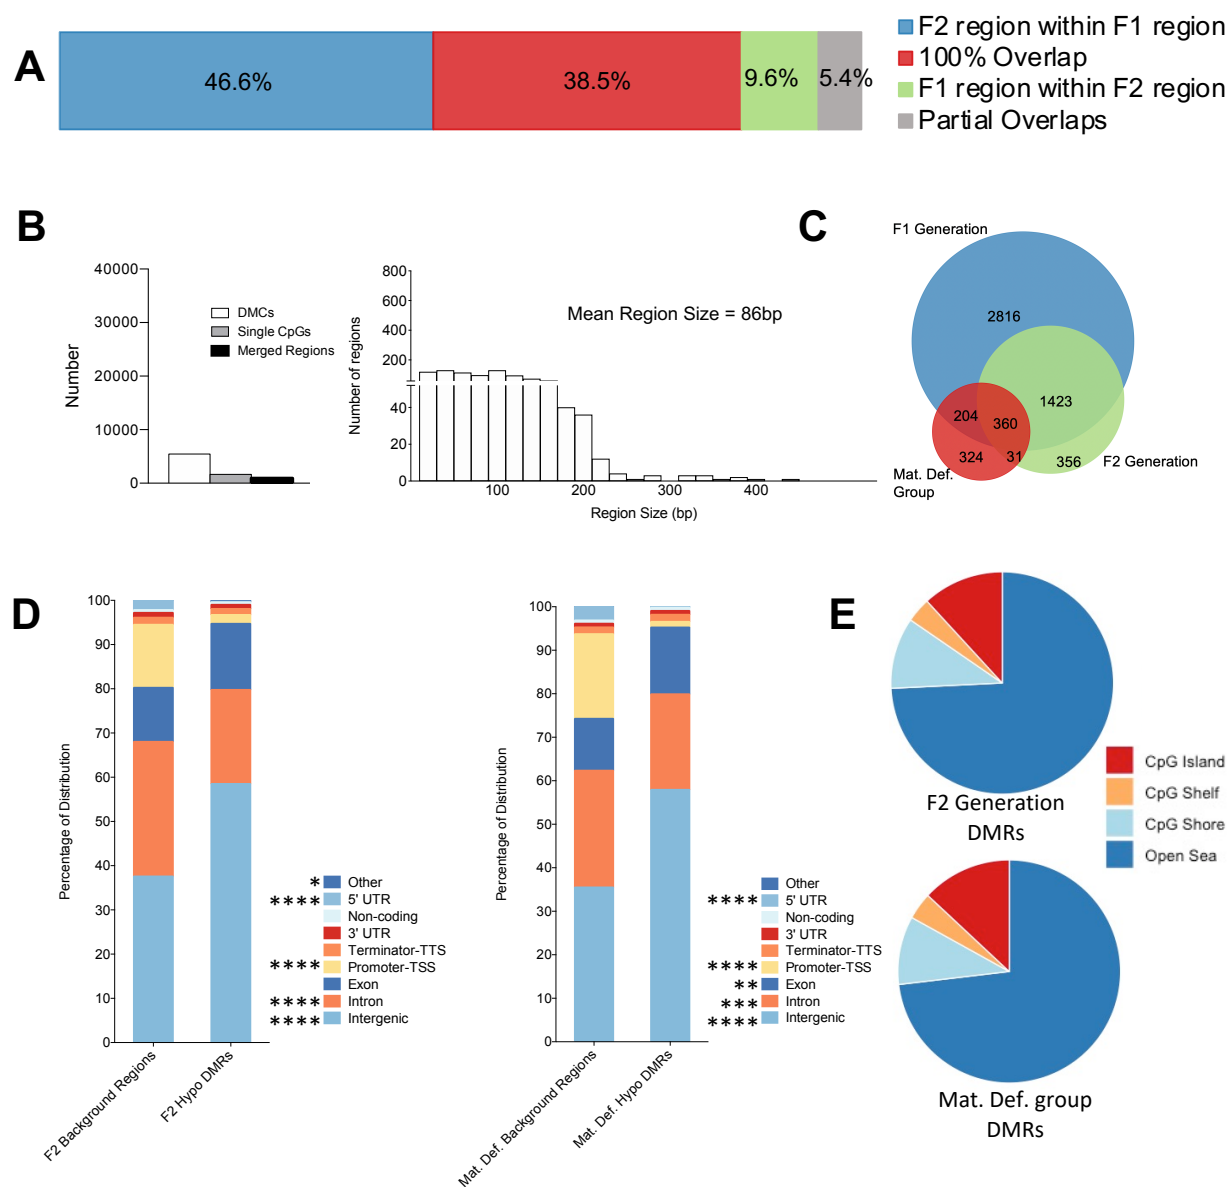 A
46.6%
38.5%
9.6%
5.4%
F2 region within F1 region
100% Overlap
F1 region within F2 region
Partial Overlaps
B
40000
30000
20000
10000
0
Number
DMCs
Single CpGs
Merged Regions
800
600
400
200
40
20
0
Number of regions
Mean Region Size = 86bp
100
200
300
400
Region Size (bp)
C
F1 Generation
2816
1423
204
360
324
31
356
F2 Generation
Mat. Def.
Group
D
100
90
80
70
60
50
40
30
20
10
0
Percentage of Distribution
F2 Background Regions
F2 Hypo DMRs
* Other
**** 5' UTR
Non-coding
3' UTR
Terminator-TTS
**** Promoter-TSS
Exon
**** Intron
**** Intergenic
100
90
80
70
60
50
40
30
20
10
0
Percentage of Distribution
Mat. Def. Background Regions
Mat. Def. Hypo DMRs
Other
**** 5' UTR
Non-coding
3' UTR
Terminator-TTS
**** Promoter-TSS
** Exon
*** Intron
**** Intergenic
E
F2 Generation
DMRs
CpG Island
CpG Shelf
CpG Shore
Open Sea
Mat. Def. group
DMRs